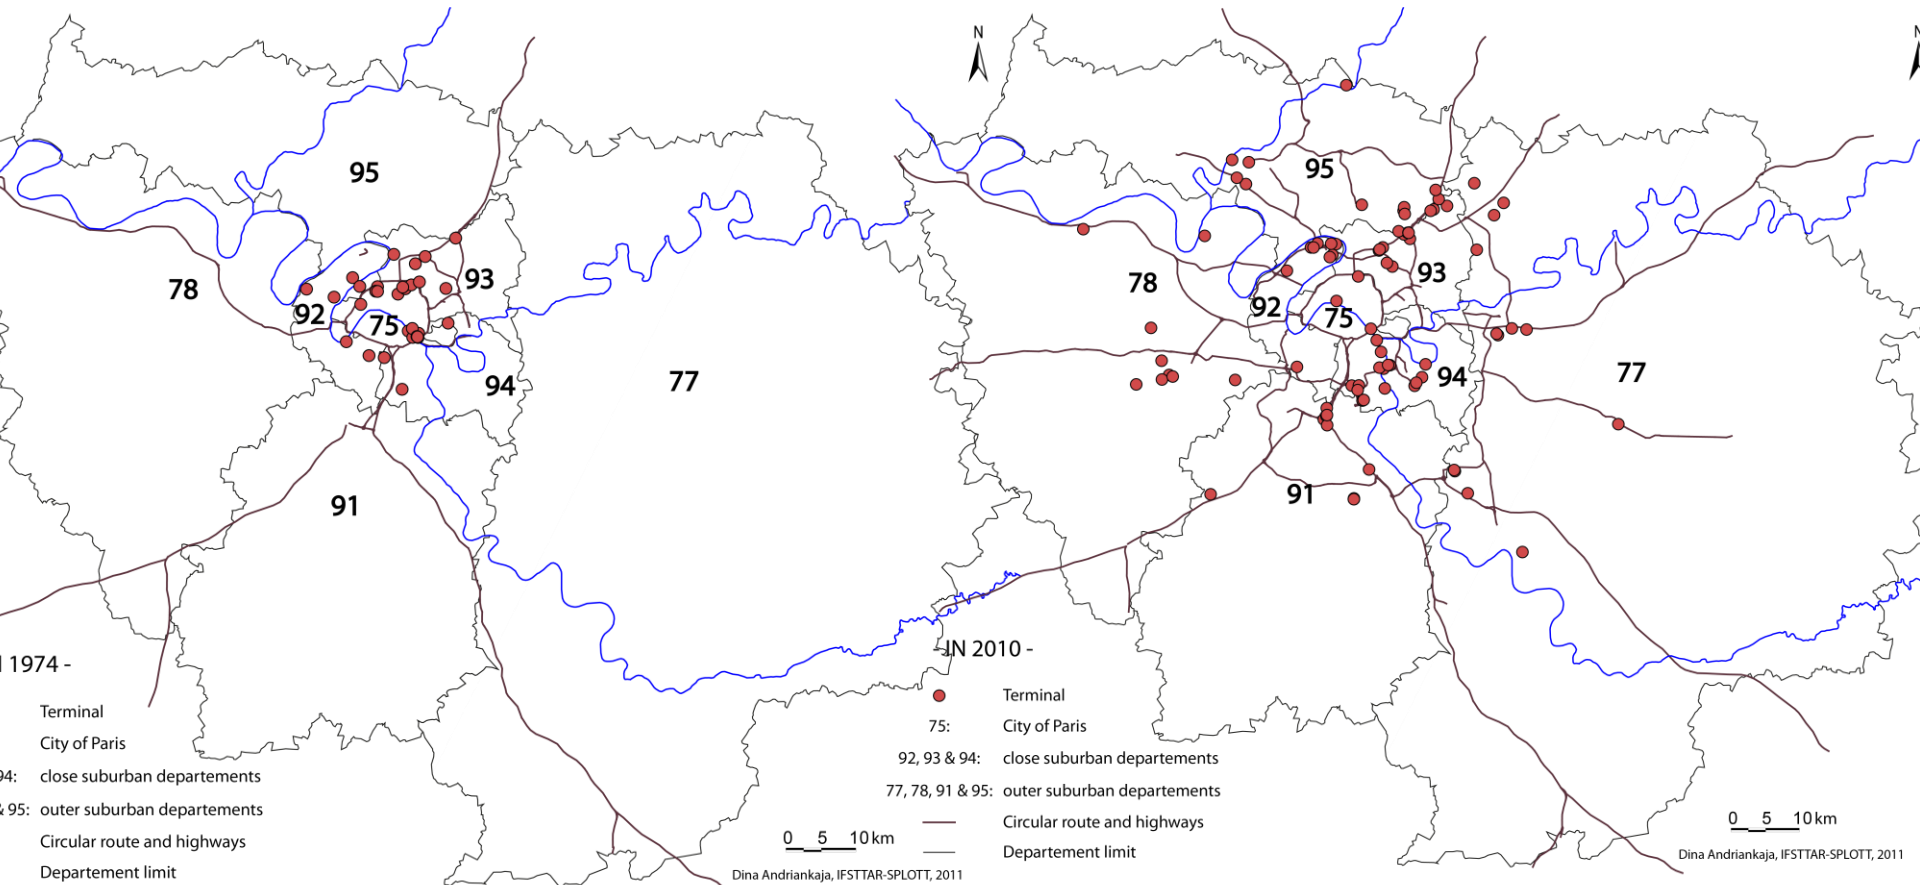 95
78
92
75
93
94
77
91
1974 -
Terminal
City of Paris
94: close suburban departements
& 95: outer suburban departements
Circular route and highways
Departement limit
0 5 10 km
Dina Andriankaja, IFSTTAR-SPLOTT, 2011
N
95
78
92
75
93
94
77
91
- IN 2010 -
Terminal
75: City of Paris
92, 93 & 94: close suburban departements
77, 78, 91 & 95: outer suburban departements
Circular route and highways
Departement limit
0 5 10 km
Dina Andriankaja, IFSTTAR-SPLOTT, 2011
N